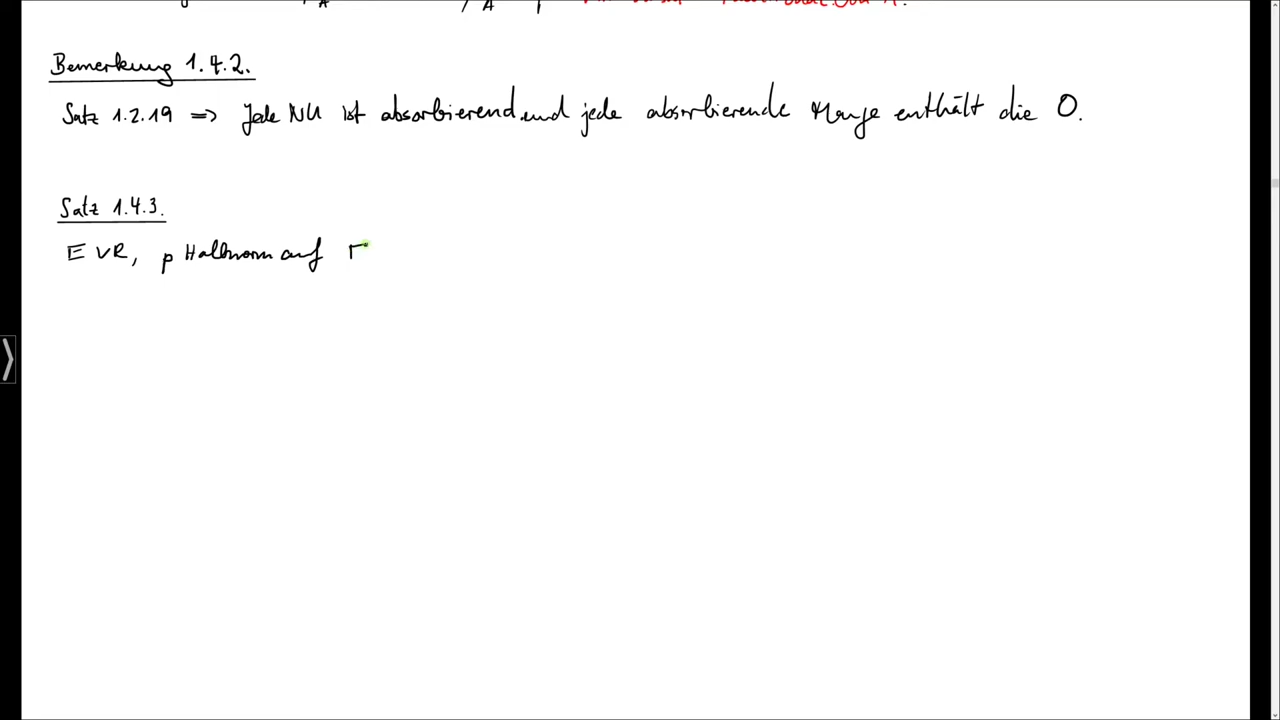 Bemerkung 1.4.2.
Satz 1.2.19 => Jede NU ist absorbierend und jede absorbierende Menge enthält die 0.
Satz 1.4.3.
E VR, p Halbnorm auf